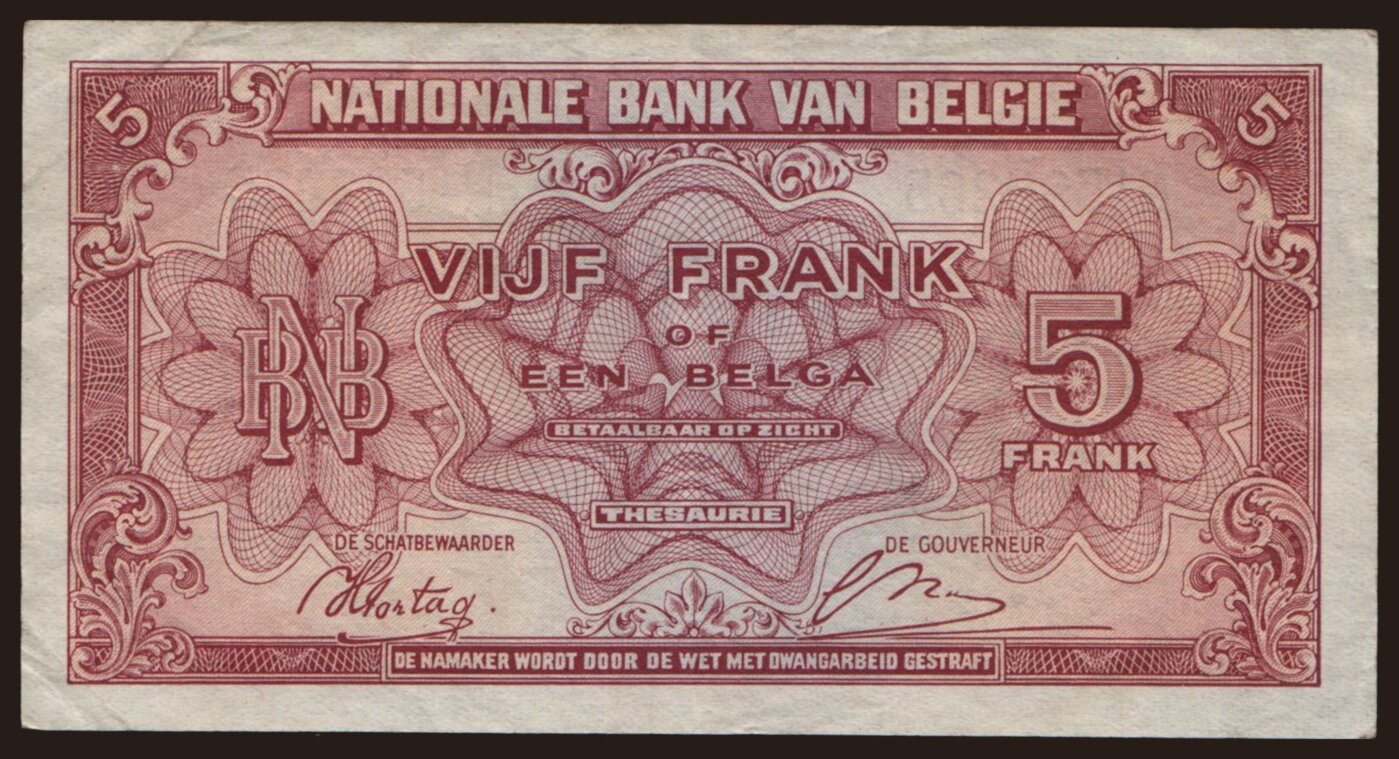 5 NATIONALE BANK VAN BELGIE 5
VIJF FRANK
OF
EEN BELGA
BETAALBAAR OP ZICHT
BNB
5
FRANK
THESAURIE
DE SCHATBEWAARDER
DE GOUVERNEUR
DE NAMAKER WORDT DOOR DE WET MET DWANGARBEID GESTRAFT